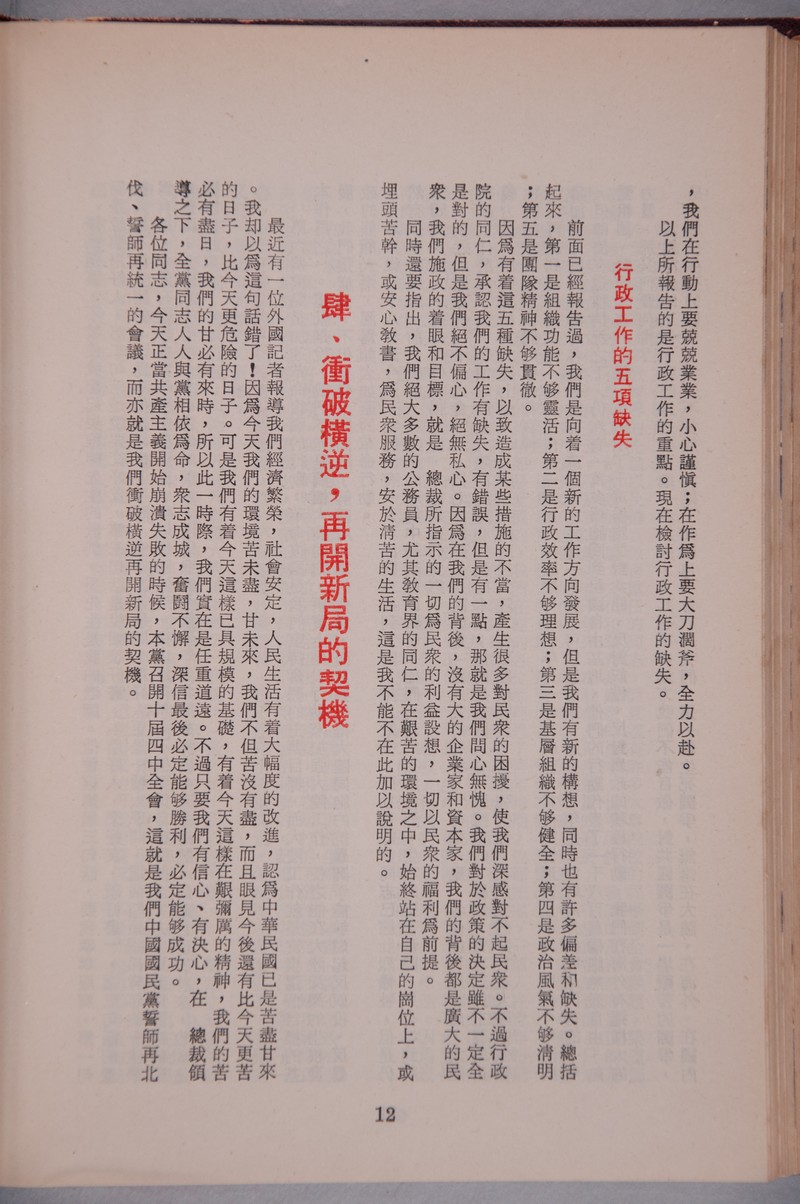 ，我們在行動上要兢兢業業，小心謹愼；在作爲上要大刀濶斧，全力以赴。
以上所報告的是行政工作的重點。現在檢討行政工作的缺失。
行政工作的五項缺失
前面已經報告過，我們是向着一個新的工作方向發展，但是我們有新的構想，同時也有許多偏差和缺失。總括
起來，第一是組織功能不够靈活；第二是行政效率不够理想；第三是基層組織不够健全；第四是政治風氣不够清明
；第五是團隊精神不够貫徹。
因爲有着這五種缺失，以致造成某些措施的不當，產生很多對民衆的困擾，使我們深感對不起民衆。不過行政
院的同仁，承認我們的工作有缺失，有錯誤，但是有一點，那就是我們問心無愧。我們對於政策的決定雖不一定全
是對的，但是我們絕不偏心，絕無私心。因爲在我們的背後，沒有大的企業家和資本家，我們的背後都是廣大的民
衆，我們施政的着眼和目標，就是　總裁所指示的一切爲民衆的利益設想，一切以民衆的福利爲前提。
同時還要指出，我們絕大多數的公務員，尤其敎育界的同仁，在艱苦的環境之中，始終站在自己的崗位上，或
埋頭苦幹，或安心敎書，爲民衆服務，安於淸苦的生活，這是我不能不在此加以說明的。
肆、衝破橫逆，再開新局的契機
最近有一位外國記者報導我們經濟繁榮，社會安定，人民生活有着大幅度的改進，認爲中華民國已是苦盡甘來
。我却以爲這句話錯了！因爲今天我們的環境苦未盡，甘未來，我們不但苦沒有盡，而且眼見今後還有比今天更苦
的日子，比今天更危險的日子。可是我們有着今天這樣已具規模的基礎，有着今天這樣在艱彌厲的精神，我們的苦
必有盡日，我們的甘必有來時，所以此一時際，我們實在是任重道遠。不過只要我們有信心、有決心，在　總裁領
導之下，全黨同志人人與黨相依爲命，衆志成城，奮鬪不懈，深信最後必定能够勝利，必定能够成功。
各位同志，今天正當共產主義開始崩潰失敗的時候，本黨召開十屆四中全會，這就是我們中國國民黨誓師再北
伐、誓師再統一的會議，而亦就是我們衝破橫逆再開新局的契機。
12